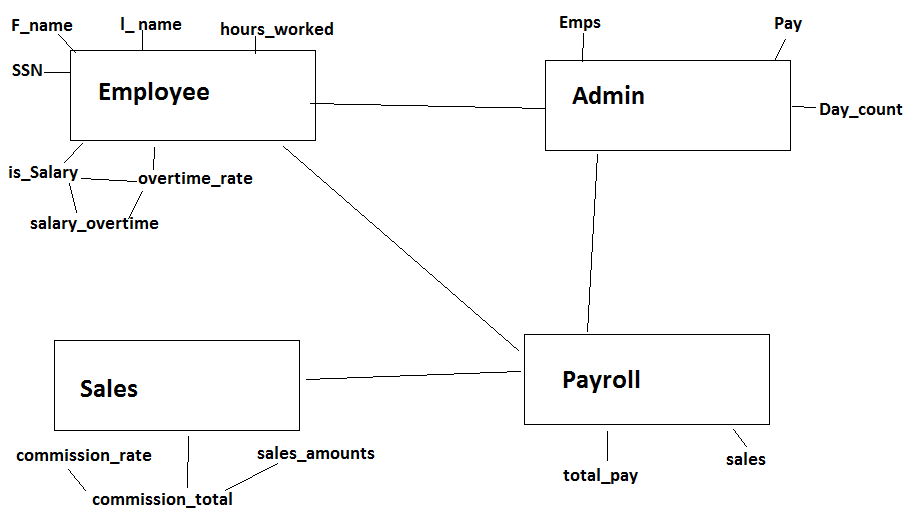 F_name
l_ name
hours_worked
SSN
Employee
is_Salary
overtime_rate
salary_overtime
Emps
Pay
Admin
Day_count
Sales
commission_rate
sales_amounts
commission_total
Payroll
total_pay
sales